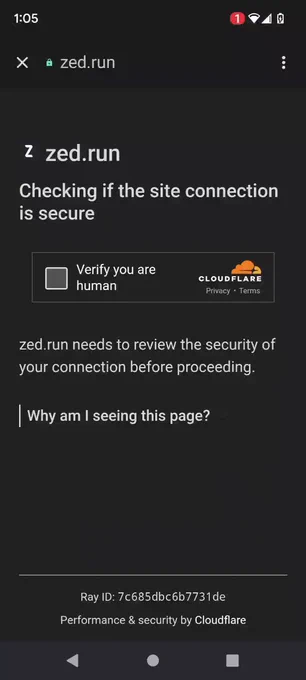 1:05
1
zed.run
Z zed.run
Checking if the site connection
is secure
Verify you are
human
CLOUDFLARE
Privacy • Terms
zed.run needs to review the security of
your connection before proceeding.
Why am I seeing this page?
Ray ID: 7c685dbc6b7731de
Performance & security by Cloudflare